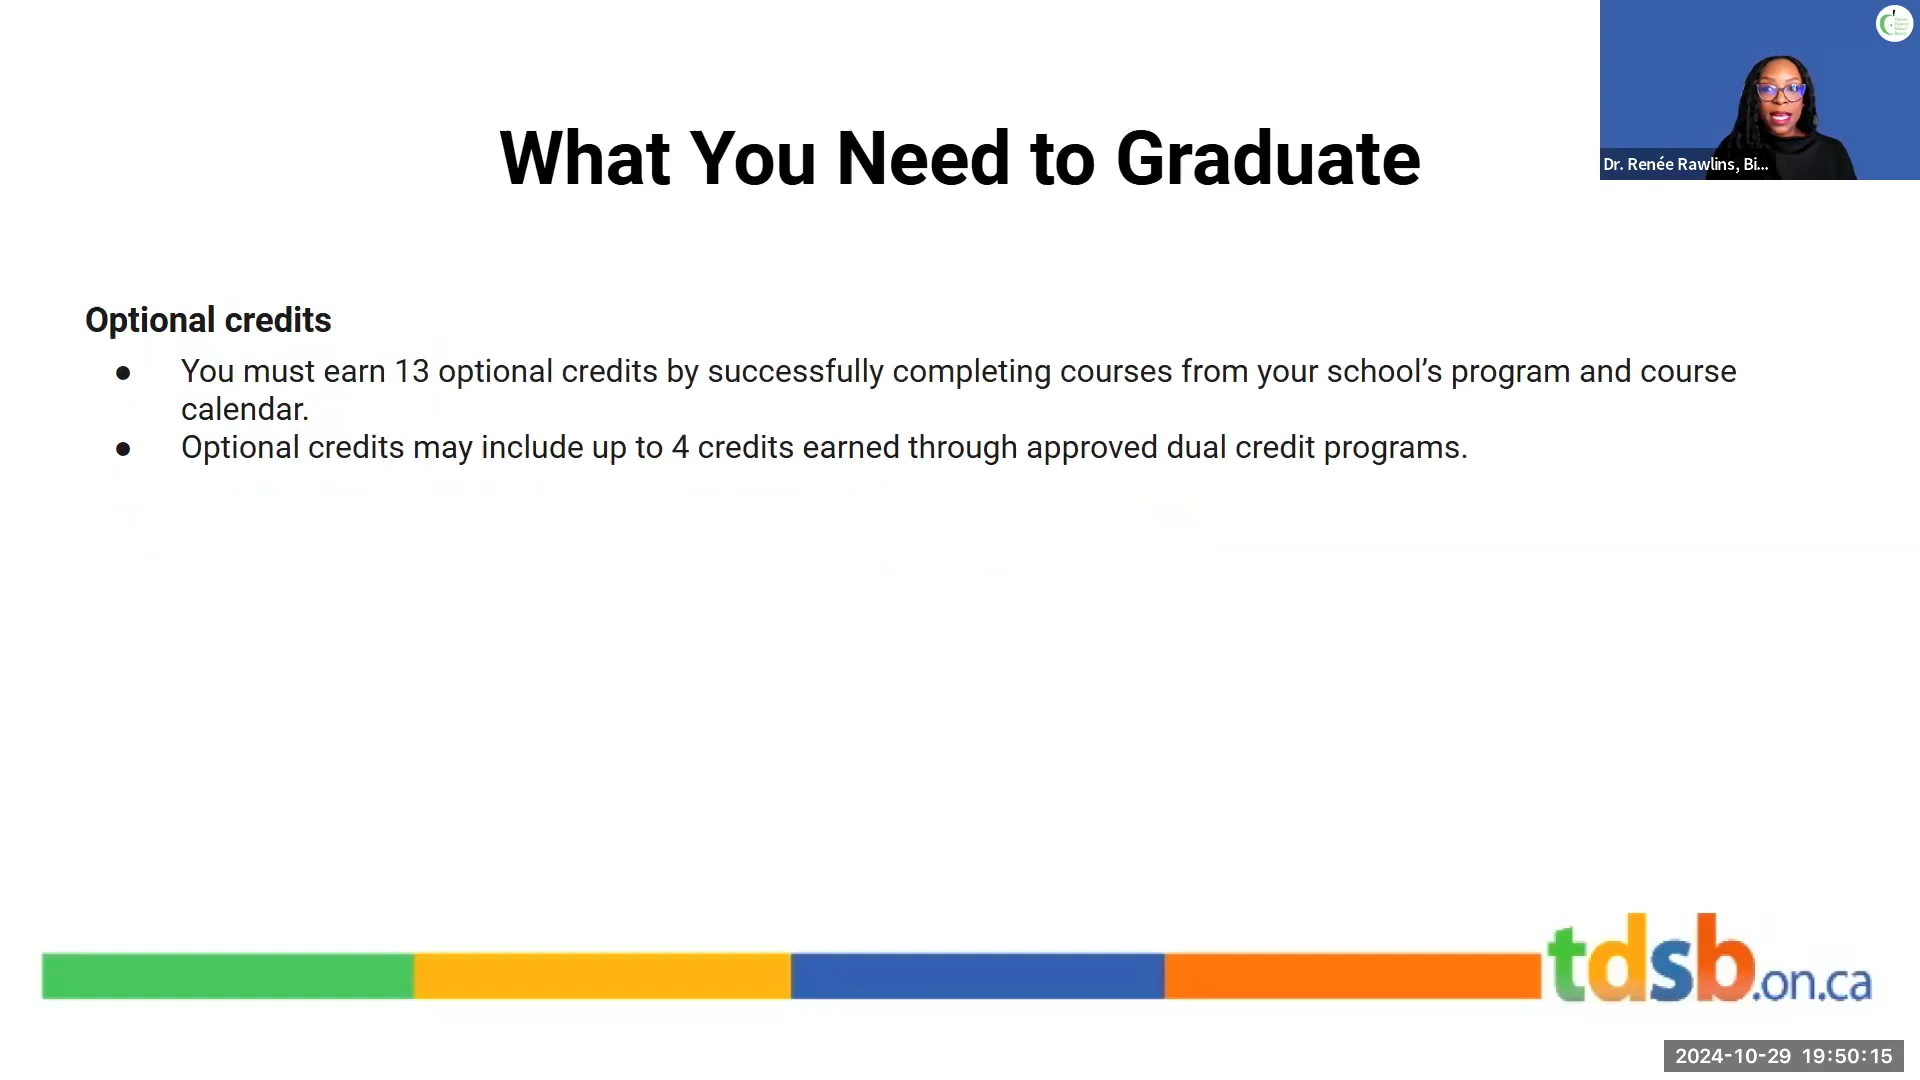 What You Need to Graduate
Dr. Renée Rawlins, Bi...
Optional credits
● You must earn 13 optional credits by successfully completing courses from your school’s program and course
calendar.
● Optional credits may include up to 4 credits earned through approved dual credit programs.
tdsb.on.ca
2024-10-29 19:50:15